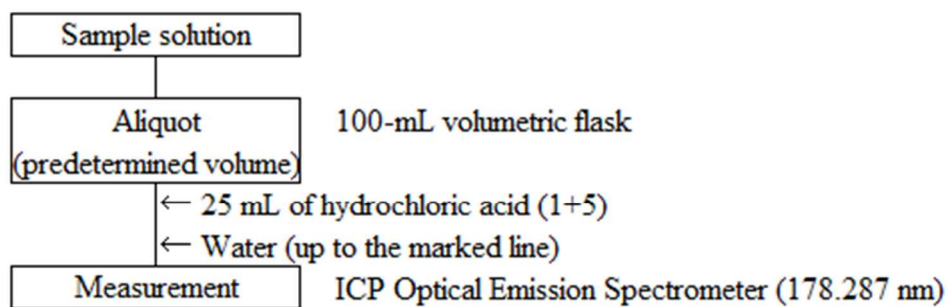 Sample solution
Aliquot 100-mL volumetric flask
(predetermined volume)
← 25 mL of hydrochloric acid (1+5)
← Water (up to the marked line)
Measurement ICP Optical Emission Spectrometer (178.287 nm)